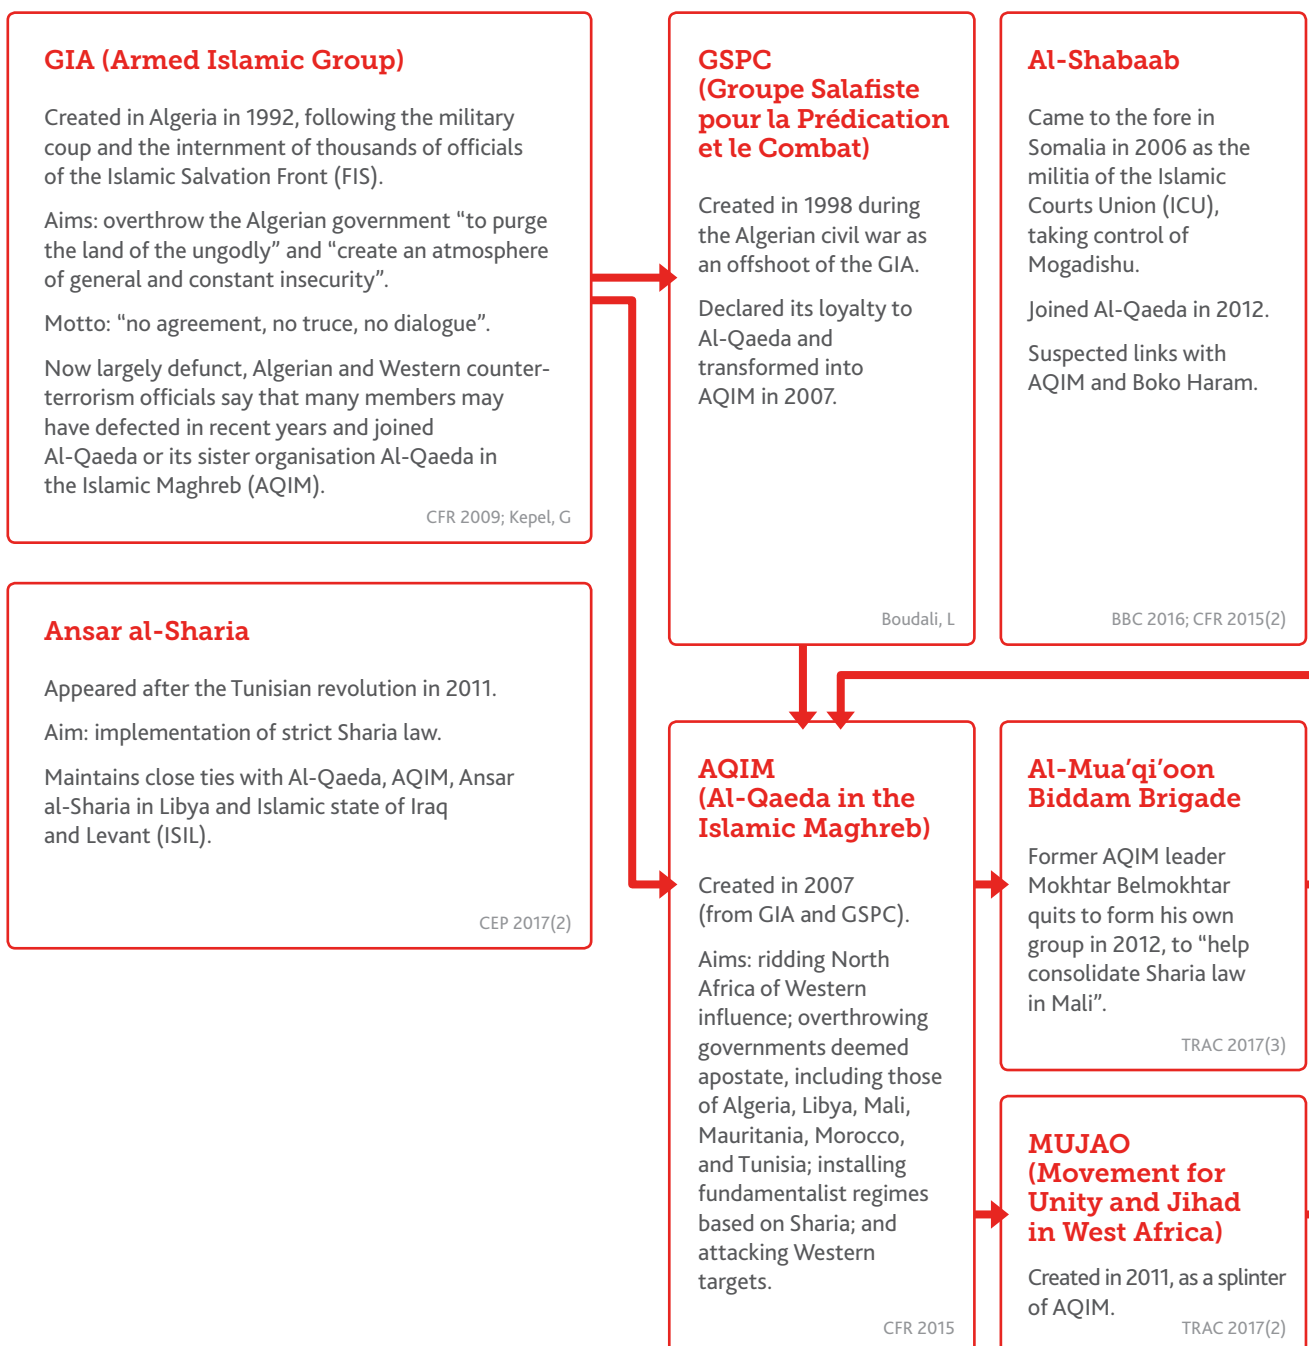 GIA (Armed Islamic Group)
Created in Algeria in 1992, following the military
coup and the internment of thousands of officials
of the Islamic Salvation Front (FIS).
Aims: overthrow the Algerian government “to purge
the land of the ungodly” and “create an atmosphere
of general and constant insecurity”.
Motto: “no agreement, no truce, no dialogue”.
Now largely defunct, Algerian and Western counter-
terrorism officials say that many members may
have defected in recent years and joined
Al-Qaeda or its sister organisation Al-Qaeda in
the Islamic Maghreb (AQIM).
CFR 2009; Kepel, G
GSPC
(Groupe Salafiste
pour la Prédication
et le Combat)
Created in 1998 during
the Algerian civil war as
an offshoot of the GIA.
Declared its loyalty to
Al-Qaeda and
transformed into
AQIM in 2007.
Boudali, L
Al-Shabaab
Came to the fore in
Somalia in 2006 as the
militia of the Islamic
Courts Union (ICU),
taking control of
Mogadishu.
Joined Al-Qaeda in 2012.
Suspected links with
AQIM and Boko Haram.
BBC 2016; CFR 2015(2)
Ansar al-Sharia
Appeared after the Tunisian revolution in 2011.
Aim: implementation of strict Sharia law.
Maintains close ties with Al-Qaeda, AQIM, Ansar
al-Sharia in Libya and Islamic state of Iraq
and Levant (ISIL).
CEP 2017(2)
AQIM
(Al-Qaeda in the
Islamic Maghreb)
Created in 2007
(from GIA and GSPC).
Aims: ridding North
Africa of Western
influence; overthrowing
governments deemed
apostate, including those
of Algeria, Libya, Mali,
Mauritania, Morocco,
and Tunisia; installing
fundamentalist regimes
based on Sharia; and
attacking Western
targets.
CFR 2015
Al-Mua’qi’oon
Biddam Brigade
Former AQIM leader
Mokhtar Belmokhtar
quits to form his own
group in 2012, to “help
consolidate Sharia law
in Mali”.
TRAC 2017(3)
MUJAO
(Movement for
Unity and Jihad
in West Africa)
Created in 2011, as a splinter
of AQIM.
TRAC 2017(2)